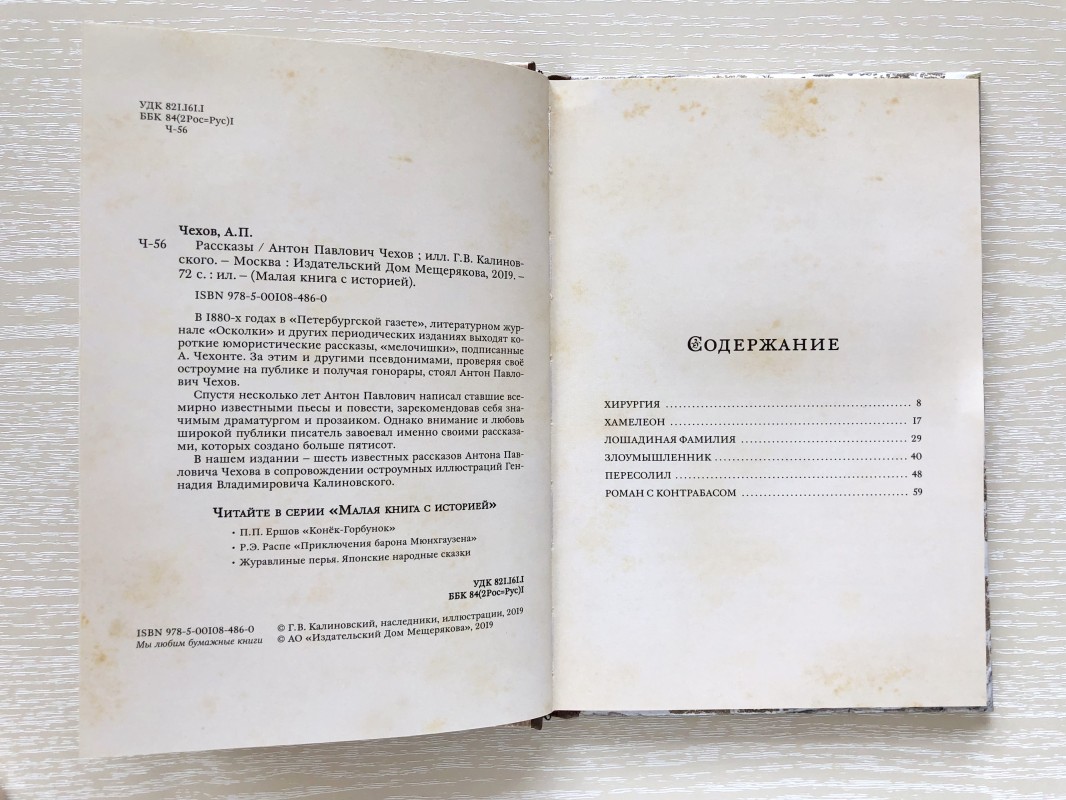 УДК 821.161.1
ББК 84(2Рос=Рус)1
Ч-56
Чехов, А.П.
Ч-56 Рассказы / Антон Павлович Чехов ; илл. Г.В. Калинов-
ского. – Москва : Издательский Дом Мещерякова, 2019. –
72 с. : ил. – (Малая книга с историей).
ISBN 978-5-00108-486-0
В 1880-х годах в «Петербургской газете», литературном жур-
нале «Осколки» и других периодических изданиях выходят ко-
роткие юмористические рассказы, «мелочишки», подписанные
А. Чехонте. За этим и другими псевдонимами, проверяя своё
остроумие на публике и получая гонорары, стоял Антон Павло-
вич Чехов.
Спустя несколько лет Антон Павлович написал ставшие все-
мирно известными пьесы и повести, зарекомендовав себя зна-
чимым драматургом и прозаиком. Однако внимание и любовь
широкой публики писатель завоевал именно своими рассказа-
ми, которых создано больше пятисот.
В нашем издании – шесть известных рассказов Антона Пав-
ловича Чехова в сопровождении остроумных иллюстраций Ген-
надия Владимировича Калиновского.
Читайте в серии «Малая книга с историей»
• П.П. Ершов «Конёк-Горбунок»
• Р.Э. Распе «Приключения барона Мюнхгаузена»
• Журавлиные перья. Японские народные сказки
УДК 821.161.1
ББК 84(2Рос=Рус)1
ISBN 978-5-00108-486-0 © Г.В. Калиновский, наследники, иллюстрации, 2019
Мы любим бумажные книги © АО «Издательский Дом Мещерякова», 2019
СОДЕРЖАНИЕ
ХИРУРГИЯ 8
ХАМЕЛЕОН 17
ЛОШАДИНАЯ ФАМИЛИЯ 29
ЗЛОУМЫШЛЕННИК 40
ПЕРЕСОЛИЛ 48
РОМАН С КОНТРАБАСОМ 59